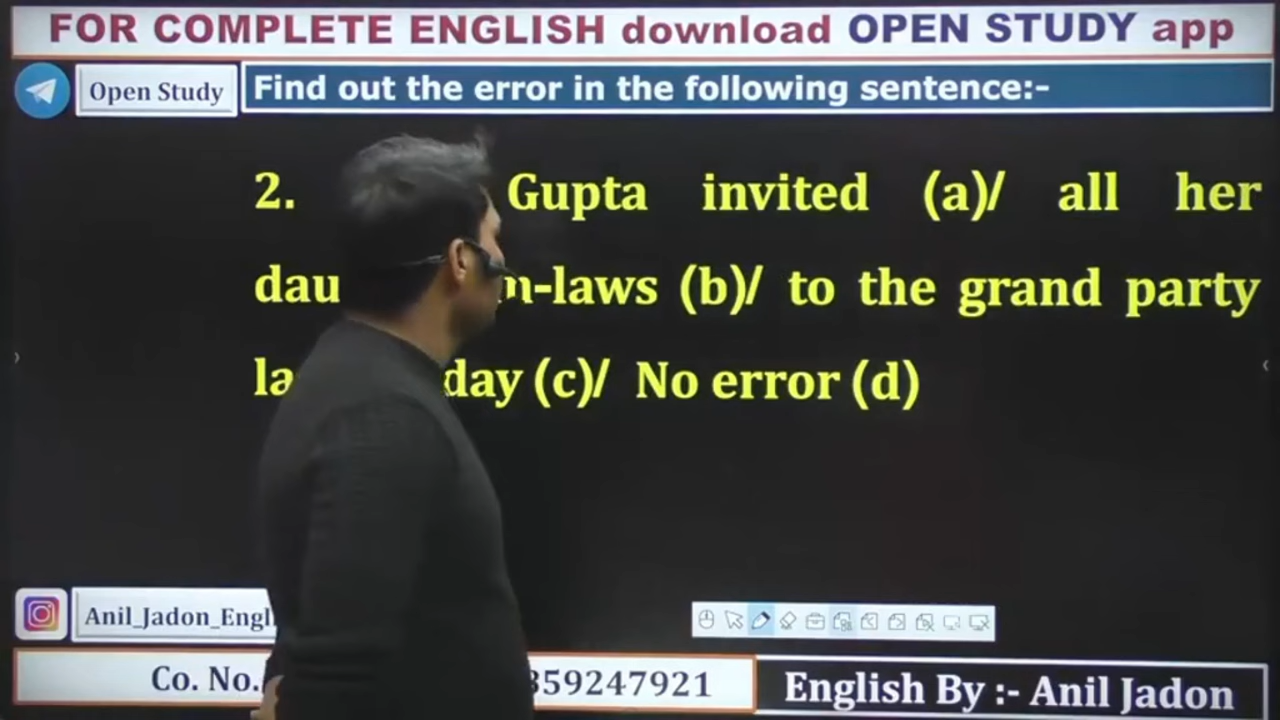 FOR COMPLETE ENGLISH download OPEN STUDY app
Open Study
Find out the error in the following sentence:-
2. Gupta invited (a)/ all her
dau n-laws (b)/ to the grand party
la day (c)/ No error (d)
Anil_Jadon_Engl
Co. No. 859247921
English By :- Anil Jadon